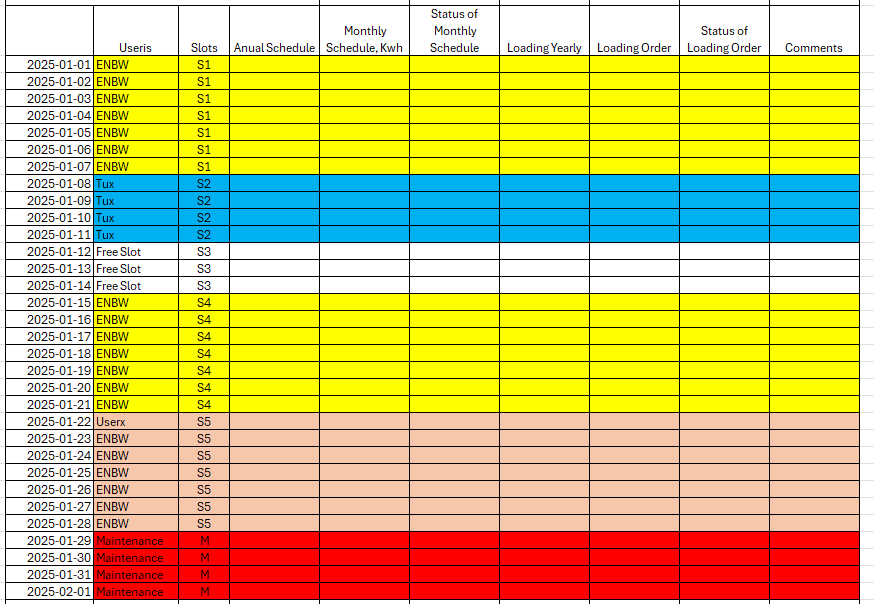 Useris Slots Anual Schedule Monthly Schedule, Kwh Status of Monthly Schedule Loading Yearly Loading Order Status of Loading Order Comments
2025-01-01 ENBW S1
2025-01-02 ENBW S1
2025-01-03 ENBW S1
2025-01-04 ENBW S1
2025-01-05 ENBW S1
2025-01-06 ENBW S1
2025-01-07 ENBW S1
2025-01-08 Tux S2
2025-01-09 Tux S2
2025-01-10 Tux S2
2025-01-11 Tux S2
2025-01-12 Free Slot S3
2025-01-13 Free Slot S3
2025-01-14 Free Slot S3
2025-01-15 ENBW S4
2025-01-16 ENBW S4
2025-01-17 ENBW S4
2025-01-18 ENBW S4
2025-01-19 ENBW S4
2025-01-20 ENBW S4
2025-01-21 ENBW S4
2025-01-22 Userx S5
2025-01-23 ENBW S5
2025-01-24 ENBW S5
2025-01-25 ENBW S5
2025-01-26 ENBW S5
2025-01-27 ENBW S5
2025-01-28 ENBW S5
2025-01-29 Maintenance M
2025-01-30 Maintenance M
2025-01-31 Maintenance M
2025-02-01 Maintenance M